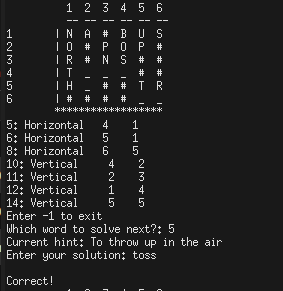 1 2 3 4 5 6
-- -- -- -- -- --
1 | N A # B U S
2 | O # P O P #
3 | R # N S # #
4 | T _ _ _ # #
5 | H _ # # T R
6 | # # # # _ _
*******************
5: Horizontal 4 1
6: Horizontal 5 1
8: Horizontal 6 5
10: Vertical 4 2
11: Vertical 2 3
12: Vertical 1 4
14: Vertical 5 5
Enter -1 to exit
Which word to solve next?: 5
Current hint: To throw up in the air
Enter your solution: toss
Correct!